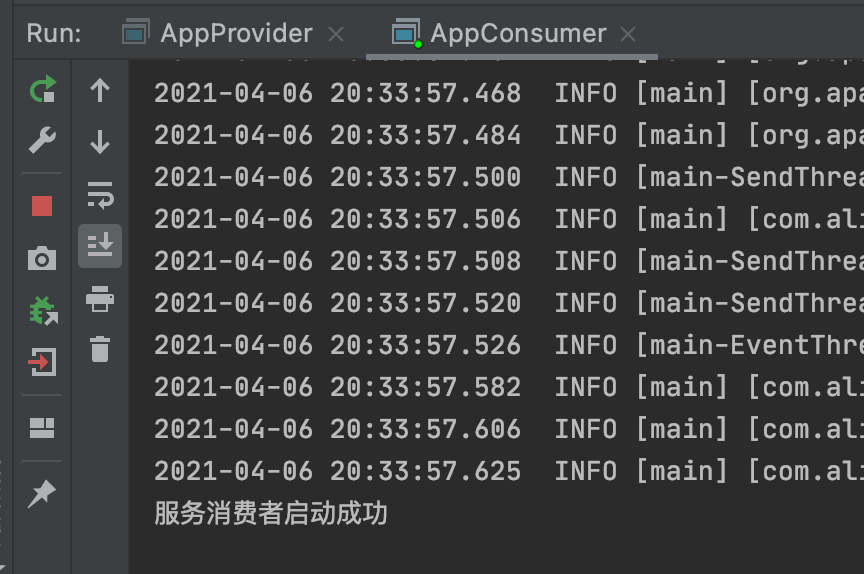 Run: AppProvider AppConsumer
2021-04-06 20:33:57.468 INFO [main] [org.apa
2021-04-06 20:33:57.484 INFO [main] [org.apa
2021-04-06 20:33:57.500 INFO [main-SendThrea
2021-04-06 20:33:57.506 INFO [main] [com.ali
2021-04-06 20:33:57.508 INFO [main-SendThrea
2021-04-06 20:33:57.520 INFO [main-SendThrea
2021-04-06 20:33:57.526 INFO [main-EventThre
2021-04-06 20:33:57.582 INFO [main] [com.ali
2021-04-06 20:33:57.606 INFO [main] [com.ali
2021-04-06 20:33:57.625 INFO [main] [com.ali
服务消费者启动成功